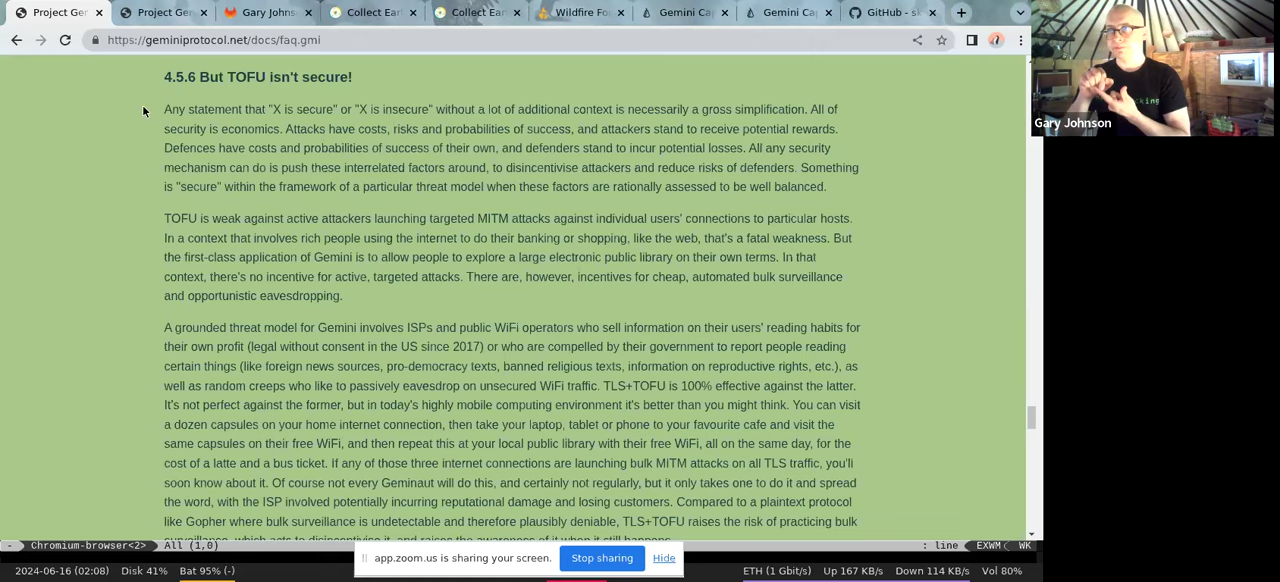 Project Ger
Project Ger
Gary Johns
Collect Ear
Collect Ear
Wildfire Fo
Gemini Ca
Gemini Ca
GitHub - sk
https://geminiprotocol.net/docs/faq.gmi
4.5.6 But TOFU isn't secure!
Any statement that "X is secure" or "X is insecure" without a lot of additional context is necessarily a gross simplification. All of
security is economics. Attacks have costs, risks and probabilities of success, and attackers stand to receive potential rewards.
Defences have costs and probabilities of success of their own, and defenders stand to incur potential losses. All any security
mechanism can do is push these interrelated factors around, to disincentivise attackers and reduce risks of defenders. Something
is "secure" within the framework of a particular threat model when these factors are rationally assessed to be well balanced.
TOFU is weak against active attackers launching targeted MITM attacks against individual users' connections to particular hosts.
In a context that involves rich people using the internet to do their banking or shopping, like the web, that's a fatal weakness. But
the first-class application of Gemini is to allow people to explore a large electronic public library on their own terms. In that
context, there's no incentive for active, targeted attacks. There are, however, incentives for cheap, automated bulk surveillance
and opportunistic eavesdropping.
A grounded threat model for Gemini involves ISPs and public WiFi operators who sell information on their users' reading habits for
their own profit (legal without consent in the US since 2017) or who are compelled by their government to report people reading
certain things (like foreign news sources, pro-democracy texts, banned religious texts, information on reproductive rights, etc.), as
well as random creeps who like to passively eavesdrop on unsecured WiFi traffic. TLS+TOFU is 100% effective against the latter.
It's not perfect against the former, but in today's highly mobile computing environment it's better than you might think. You can visit
a dozen capsules on your home internet connection, then take your laptop, tablet or phone to your favourite cafe and visit the
same capsules on their free WiFi, and then repeat this at your local public library with their free WiFi, all on the same day, for the
cost of a latte and a bus ticket. If any of those three internet connections are launching bulk MITM attacks on all TLS traffic, you'll
soon know about it. Of course not every Geminaut will do this, and certainly not regularly, but it only takes one to do it and spread
the word, with the ISP involved potentially incurring reputational damage and losing customers. Compared to a plaintext protocol
like Gopher where bulk surveillance is undetectable and therefore plausibly deniable, TLS+TOFU raises the risk of practicing bulk
surveillance, which acts to disincentivise it, and raises the awareness of it when it still happens.
Gary Johnson
- Chromium-browser<2> All (1,0) : line EXWM WK
app.zoom.us is sharing your screen. Stop sharing Hide
2024-06-16 (02:08) Disk 41% Bat 95% (-) ETH (1 Gbit/s) Up 167 KB/s Down 114 KB/s Vol 80%